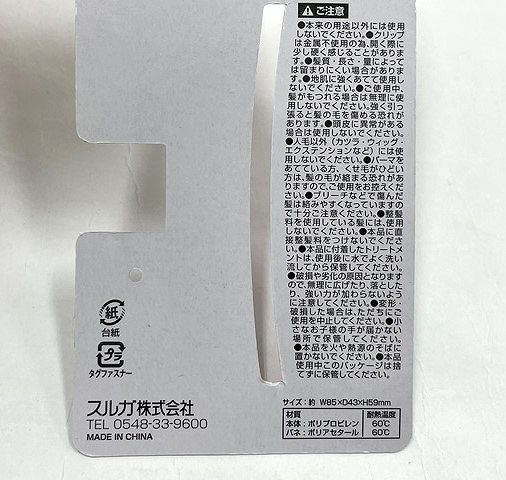 ⚠ ご注意
●本来の用途以外には使用
しないでください。●クリップ
は金属不使用の為、開く際に
少し硬く感じることがありま
す。●髪質・長さ・量によって
は留まりにくい場合がありま
す。●地肌に強くあてて使用し
ないでください。●ご使用中、
髪がもつれる場合は無理に使
用しないでください。強く引っ
張ると髪の毛を傷める恐れが
あります。●頭皮に異常がある
場合は使用しないでください。
●人毛以外(カツラ・ウィッグ・
エクステンションなど)には使
用しないでください。●パーマを
あてている方、くせ毛がひどい
方は、髪の毛が絡まる恐れがあ
りますので、ご使用をお控えくだ
さい。●ブリーチなどで傷んだ
髪は絡みやすくなっていますの
で十分ご注意ください。●整髪
料を使用している髪には、使用
しないでください。●本品に直
接整髪料をつけないでくださ
い。●本品に付着したトリートメ
ントは、使用後に水でよく洗い
流してから保管してください。
●破損や劣化の原因となります
ので、無理に広げたり、落とした
り、強い力が加わらないよう
に注意してください。●変形・
破損した場合は、ただちにご
使用を中止してください。●小
さなお子様の手が届かない
場所で保管してください。
●本品を火や熱源のそばに
置かないでください。●本品
使用中このパッケージは捨
てずに保管してください。
サイズ:約 W85×D43×H59mm
材質 耐熱温度
本体:ポリプロピレン 60℃
バネ:ポリアセタール 60℃
紙
台紙
プラ
タグファスナー
スルガ株式会社
TEL 0548-33-9600
MADE IN CHINA